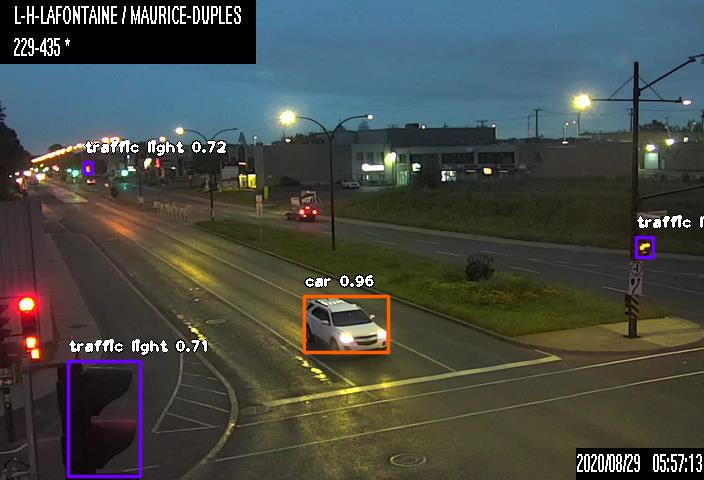 L-H-LAFONTAINE / MAURICE-DUPLES
229-435 *
traffic light 0.72
traffic l
car 0.96
traffic light 0.71
2020/08/29 05:57:13